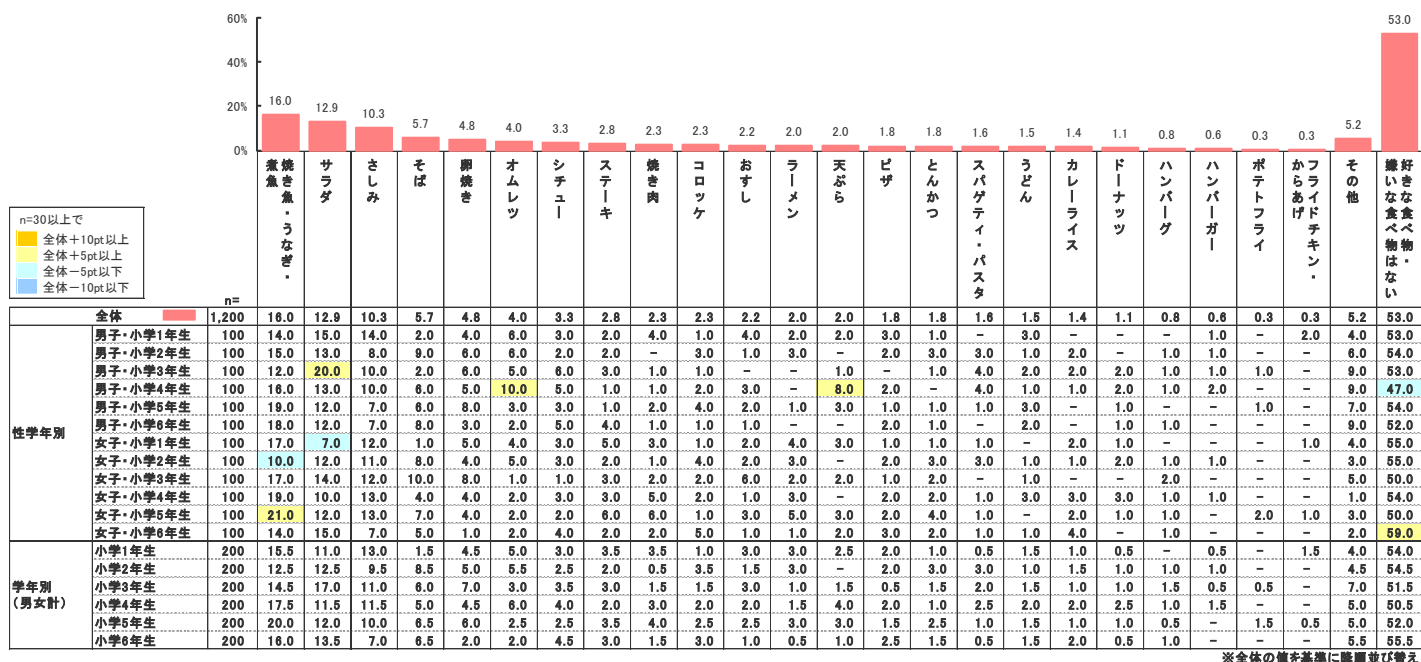 60%
40%
20%
0%
16.0 12.9 10.3 5.7 4.8 4.0 3.3 2.8 2.3 2.3 2.2 2.0 2.0 1.8 1.8 1.6 1.5 1.4 1.1 0.8 0.6 0.3 0.3 5.2 53.0
焼き魚・うなぎ・煮魚
サラダ
さしみ
そば
卵焼き
オムレツ
シチュー
ステーキ
焼き肉
コロッケ
おすし
ラーメン
天ぷら
ピザ
とんかつ
スパゲティ・パスタ
うどん
カレーライス
ドーナッツ
ハンバーグ
ハンバーガー
ポテトフライ
フライドチキン・からあげ
その他
好きな食べ物・嫌いな食べ物はない
n=30以上で
全体+10pt以上
全体+5pt以上
全体-5pt以下
全体-10pt以下
n=
全体 1,200 16.0 12.9 10.3 5.7 4.8 4.0 3.3 2.8 2.3 2.3 2.2 2.0 2.0 1.8 1.8 1.6 1.5 1.4 1.1 0.8 0.6 0.3 0.3 5.2 53.0
性学年別
男子・小学1年生 100 14.0 15.0 14.0 2.0 4.0 6.0 3.0 2.0 4.0 1.0 4.0 2.0 2.0 3.0 1.0 - 3.0 - - - 1.0 - 2.0 4.0 53.0
男子・小学2年生 100 15.0 13.0 8.0 9.0 6.0 6.0 2.0 2.0 - 3.0 1.0 3.0 - 2.0 3.0 3.0 1.0 2.0 - 1.0 1.0 - - 6.0 54.0
男子・小学3年生 100 12.0 20.0 10.0 2.0 6.0 5.0 6.0 3.0 1.0 1.0 - - 1.0 - 1.0 4.0 2.0 2.0 2.0 1.0 1.0 1.0 - 9.0 53.0
男子・小学4年生 100 16.0 13.0 10.0 6.0 5.0 10.0 5.0 1.0 1.0 2.0 3.0 - 8.0 2.0 - 4.0 1.0 1.0 2.0 1.0 2.0 - - 9.0 47.0
男子・小学5年生 100 19.0 12.0 7.0 6.0 8.0 3.0 3.0 1.0 2.0 4.0 2.0 1.0 3.0 1.0 1.0 1.0 3.0 - 1.0 - - 1.0 - 7.0 54.0
男子・小学6年生 100 18.0 12.0 7.0 8.0 3.0 2.0 5.0 4.0 1.0 1.0 1.0 - - 2.0 1.0 - 2.0 - 1.0 1.0 - - - 9.0 52.0
女子・小学1年生 100 17.0 7.0 12.0 1.0 5.0 4.0 3.0 5.0 3.0 1.0 2.0 4.0 3.0 1.0 1.0 1.0 - 2.0 1.0 - - - 1.0 4.0 55.0
女子・小学2年生 100 10.0 12.0 11.0 8.0 4.0 5.0 3.0 2.0 1.0 4.0 2.0 3.0 - 2.0 3.0 3.0 1.0 1.0 2.0 1.0 1.0 - - 3.0 55.0
女子・小学3年生 100 17.0 14.0 12.0 10.0 8.0 1.0 1.0 3.0 2.0 2.0 6.0 2.0 2.0 1.0 2.0 - 1.0 - - 2.0 - - - 5.0 50.0
女子・小学4年生 100 19.0 10.0 13.0 4.0 4.0 2.0 3.0 3.0 5.0 2.0 1.0 3.0 - 2.0 2.0 1.0 3.0 3.0 3.0 1.0 1.0 - - 1.0 54.0
女子・小学5年生 100 21.0 12.0 13.0 7.0 4.0 2.0 2.0 6.0 6.0 1.0 3.0 5.0 3.0 2.0 4.0 1.0 - 2.0 1.0 1.0 - 2.0 1.0 3.0 50.0
女子・小学6年生 100 14.0 15.0 7.0 5.0 1.0 2.0 4.0 2.0 2.0 5.0 1.0 1.0 2.0 3.0 2.0 1.0 1.0 4.0 - 1.0 - - - 2.0 59.0
学年別
(男女計)
小学1年生 200 15.5 11.0 13.0 1.5 4.5 5.0 3.0 3.5 3.5 1.0 3.0 3.0 2.5 2.0 1.0 0.5 1.5 1.0 0.5 - 0.5 - 1.5 4.0 54.0
小学2年生 200 12.5 12.5 9.5 8.5 5.0 5.5 2.5 2.0 0.5 3.5 1.5 3.0 - 2.0 3.0 3.0 1.0 1.5 1.0 1.0 1.0 - - 4.5 54.5
小学3年生 200 14.5 17.0 11.0 6.0 7.0 3.0 3.5 3.0 1.5 1.5 3.0 1.0 1.5 0.5 1.5 2.0 1.5 1.0 1.0 1.5 0.5 0.5 - 7.0 51.5
小学4年生 200 17.5 11.5 11.5 5.0 4.5 6.0 4.0 2.0 3.0 2.0 2.0 1.5 4.0 2.0 1.0 2.5 2.0 2.0 2.5 1.0 1.5 - - 5.0 50.5
小学5年生 200 20.0 12.0 10.0 6.5 6.0 2.5 2.5 3.5 4.0 2.5 2.5 3.0 3.0 1.5 2.5 1.0 1.5 1.0 1.0 0.5 - 1.5 0.5 5.0 52.0
小学6年生 200 16.0 13.5 7.0 6.5 2.0 2.0 4.5 3.0 1.5 3.0 1.0 0.5 1.0 2.5 1.5 0.5 1.5 2.0 0.5 1.0 - - - 5.5 55.5
※全体の値を基準に降順並び替え